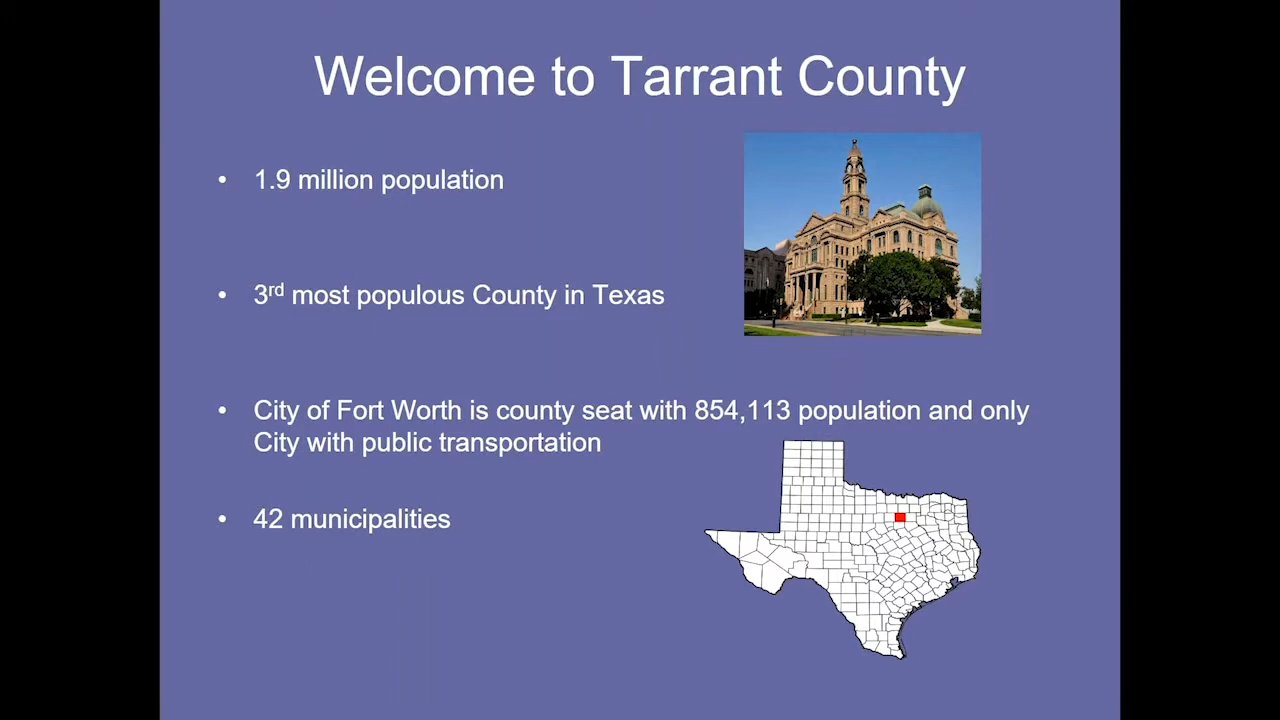 Welcome to Tarrant County
• 1.9 million population
• 3rd most populous County in Texas
• City of Fort Worth is county seat with 854,113 population and only
City with public transportation
• 42 municipalities